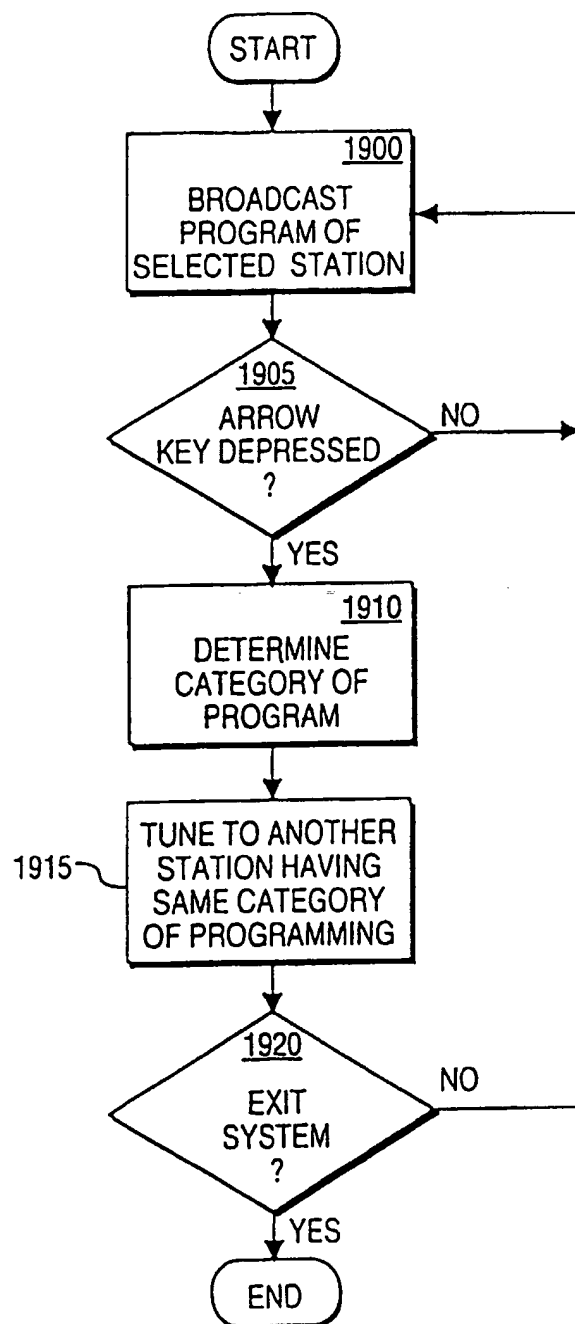 START
1900
BROADCAST
PROGRAM OF
SELECTED STATION
1905
ARROW
KEY DEPRESSED
?
NO
YES
1910
DETERMINE
CATEGORY OF
PROGRAM
1915
TUNE TO ANOTHER
STATION HAVING
SAME CATEGORY
OF PROGRAMMING
1920
EXIT
SYSTEM
?
NO
YES
END